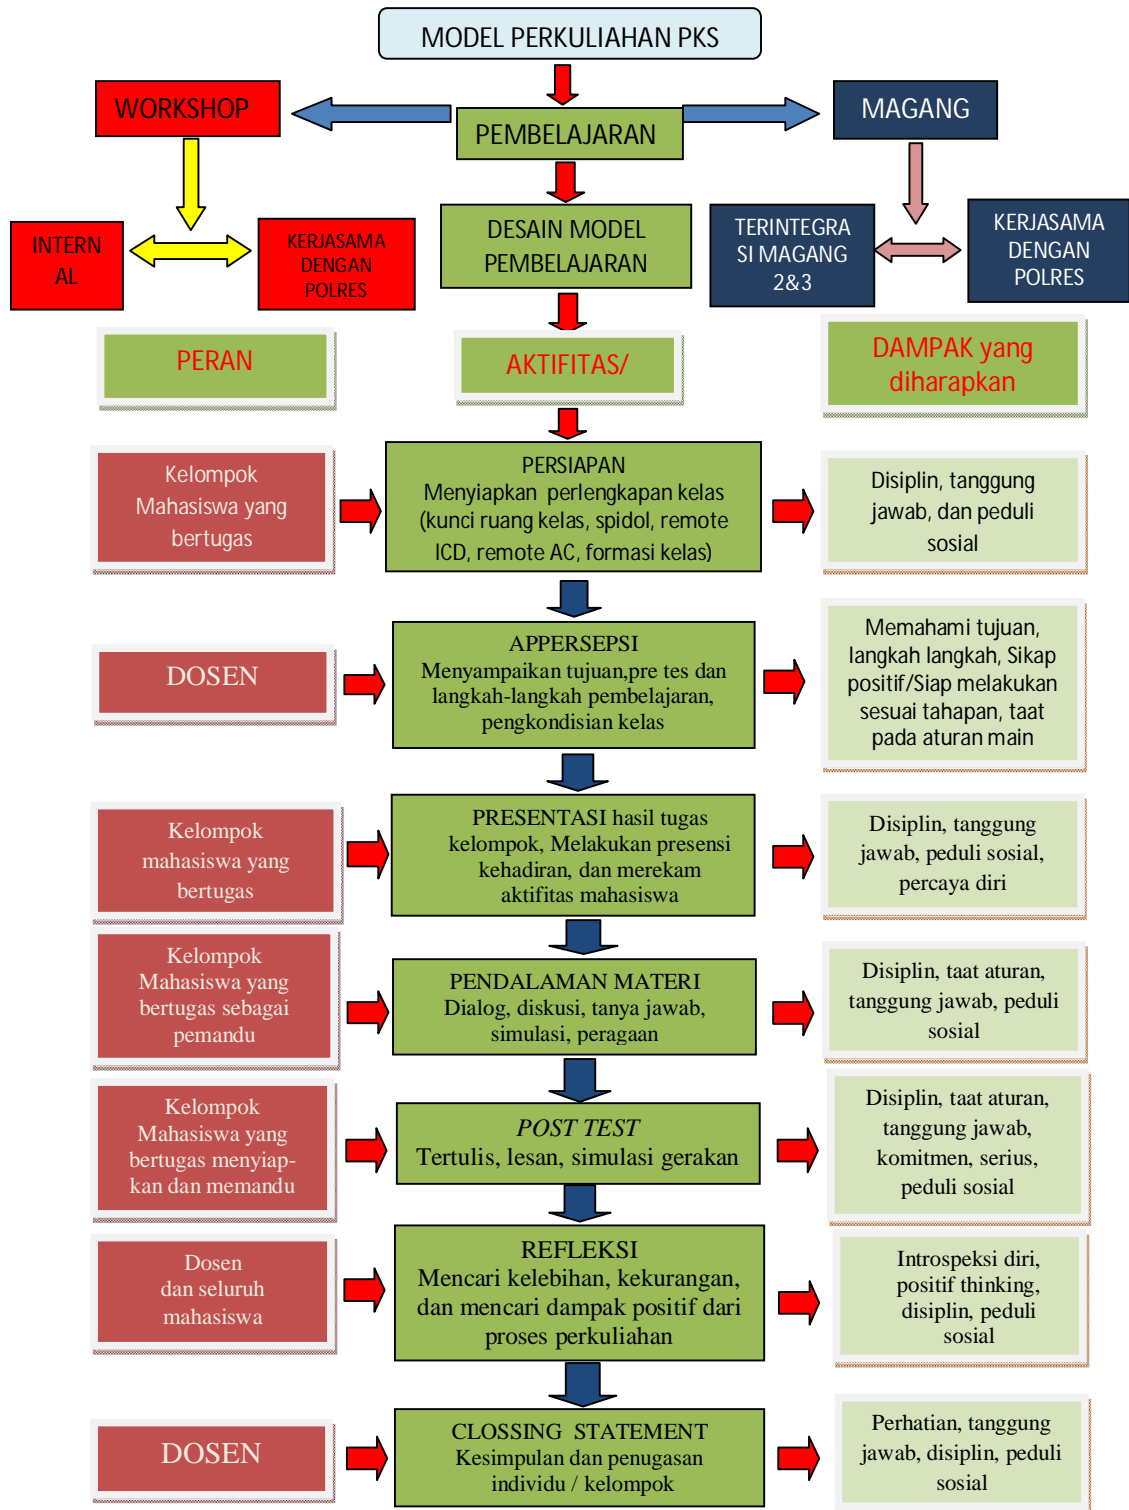 MODEL PERKULIAHAN PKS
WORKSHOP
PEMBELAJARAN
MAGANG
INTERN
AL
KERJASAMA
DENGAN
POLRES
DESAIN MODEL
PEMBELAJARAN
TERINTEGRA
SI MAGANG
2&3
KERJASAMA
DENGAN
POLRES
PERAN
AKTIFITAS/
DAMPAK yang
diharapkan
Kelompok
Mahasiswa yang
bertugas
PERSIAPAN
Menyiapkan perlengkapan kelas
(kunci ruang kelas, spidol, remote
ICD, remote AC, formasi kelas)
Disiplin, tanggung
jawab, dan peduli
sosial
DOSEN
APPERSEPSI
Menyampaikan tujuan,pre tes dan
langkah-langkah pembelajaran,
pengkondisian kelas
Memahami tujuan,
langkah langkah, Sikap
positif/Siap melakukan
sesuai tahapan, taat
pada aturan main
Kelompok
mahasiswa yang
bertugas
PRESENTASI hasil tugas
kelompok, Melakukan presensi
kehadiran, dan merekam
aktifitas mahasiswa
Disiplin, tanggung
jawab, peduli sosial,
percaya diri
Kelompok
Mahasiswa yang
bertugas sebagai
pemandu
PENDALAMAN MATERI
Dialog, diskusi, tanya jawab,
simulasi, peragaan
Disiplin, taat aturan,
tanggung jawab, peduli
sosial
Kelompok
Mahasiswa yang
bertugas menyiap-
kan dan memandu
POST TEST
Tertulis, lesan, simulasi gerakan
Disiplin, taat aturan,
tanggung jawab,
komitmen, serius,
peduli sosial
Dosen
dan seluruh
mahasiswa
REFLEKSI
Mencari kelebihan, kekurangan,
dan mencari dampak positif dari
proses perkuliahan
Introspeksi diri,
positif thinking,
disiplin, peduli
sosial
DOSEN
CLOSSING STATEMENT
Kesimpulan dan penugasan
individu / kelompok
Perhatian, tanggung
jawab, disiplin, peduli
sosial